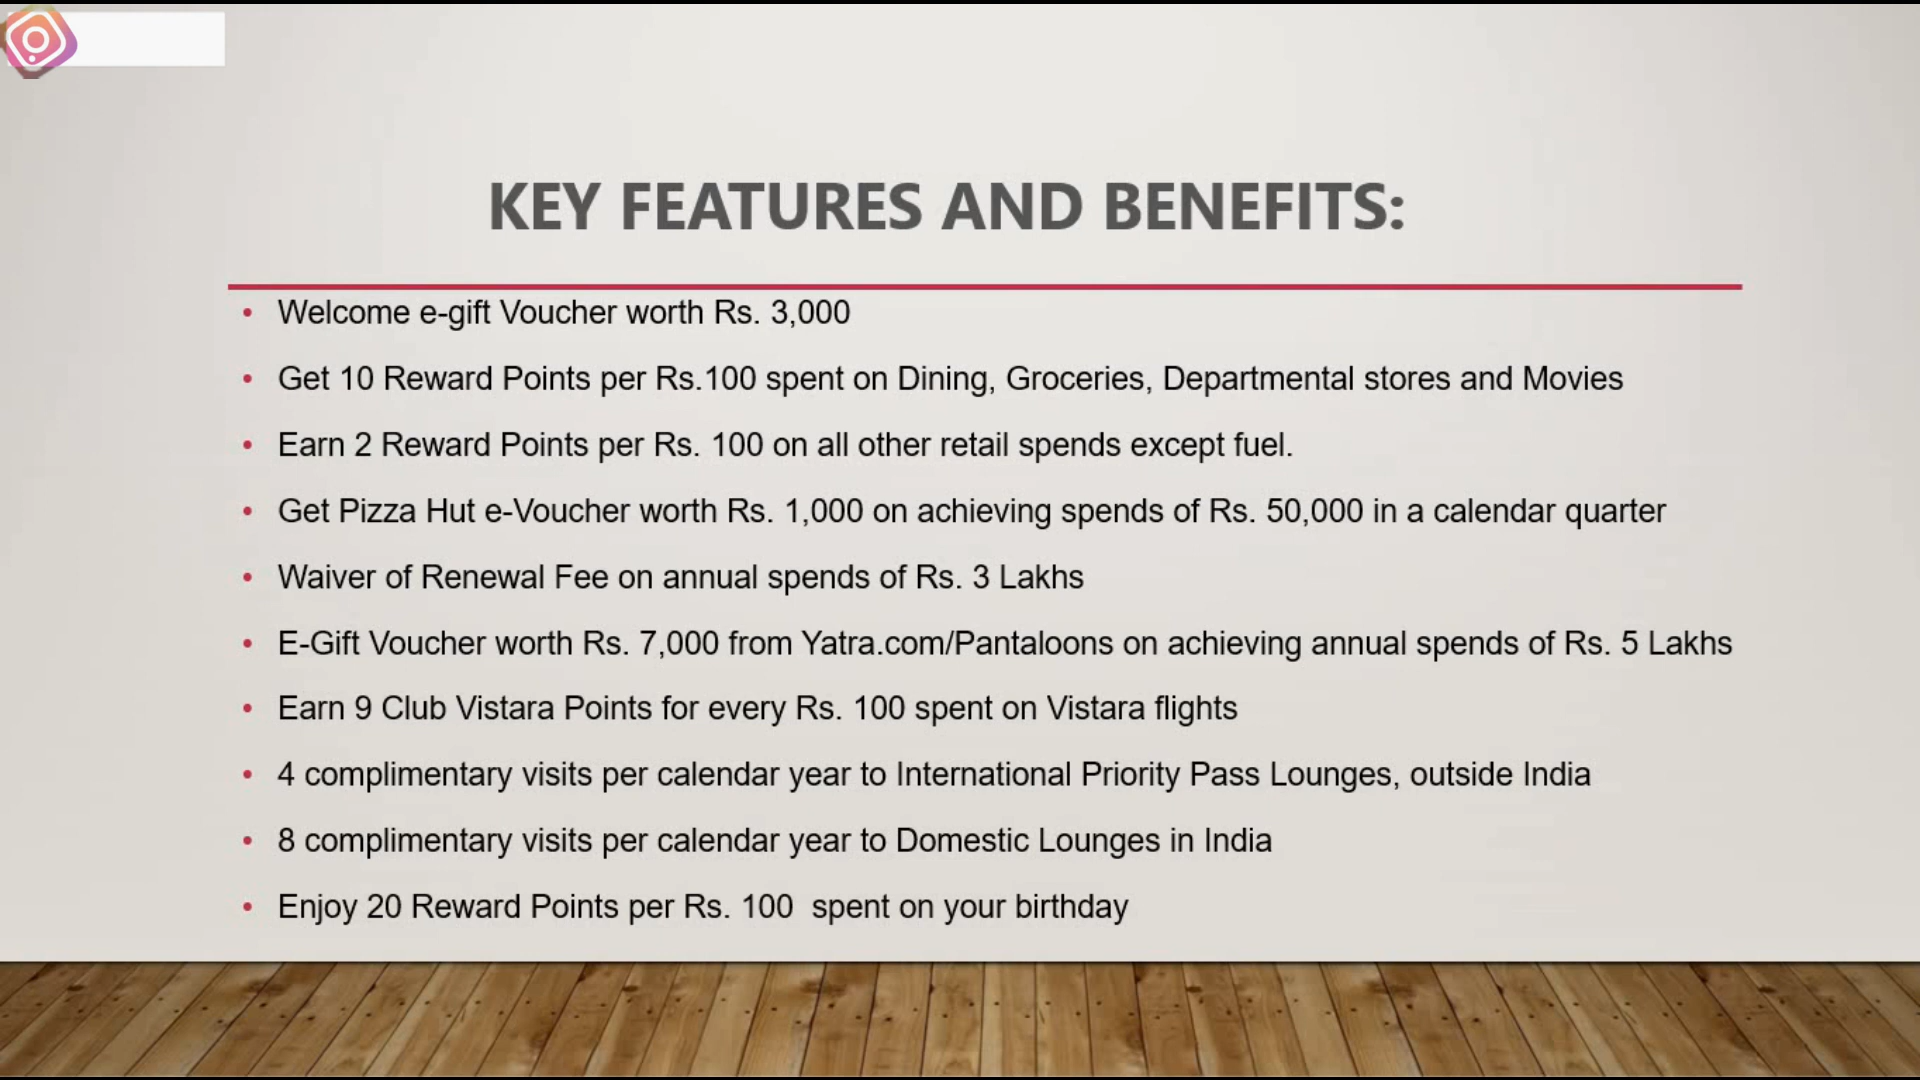 KEY FEATURES AND BENEFITS:
• Welcome e-gift Voucher worth Rs. 3,000
• Get 10 Reward Points per Rs.100 spent on Dining, Groceries, Departmental stores and Movies
• Earn 2 Reward Points per Rs. 100 on all other retail spends except fuel.
• Get Pizza Hut e-Voucher worth Rs. 1,000 on achieving spends of Rs. 50,000 in a calendar quarter
• Waiver of Renewal Fee on annual spends of Rs. 3 Lakhs
• E-Gift Voucher worth Rs. 7,000 from Yatra.com/Pantaloons on achieving annual spends of Rs. 5 Lakhs
• Earn 9 Club Vistara Points for every Rs. 100 spent on Vistara flights
• 4 complimentary visits per calendar year to International Priority Pass Lounges, outside India
• 8 complimentary visits per calendar year to Domestic Lounges in India
• Enjoy 20 Reward Points per Rs. 100  spent on your birthday